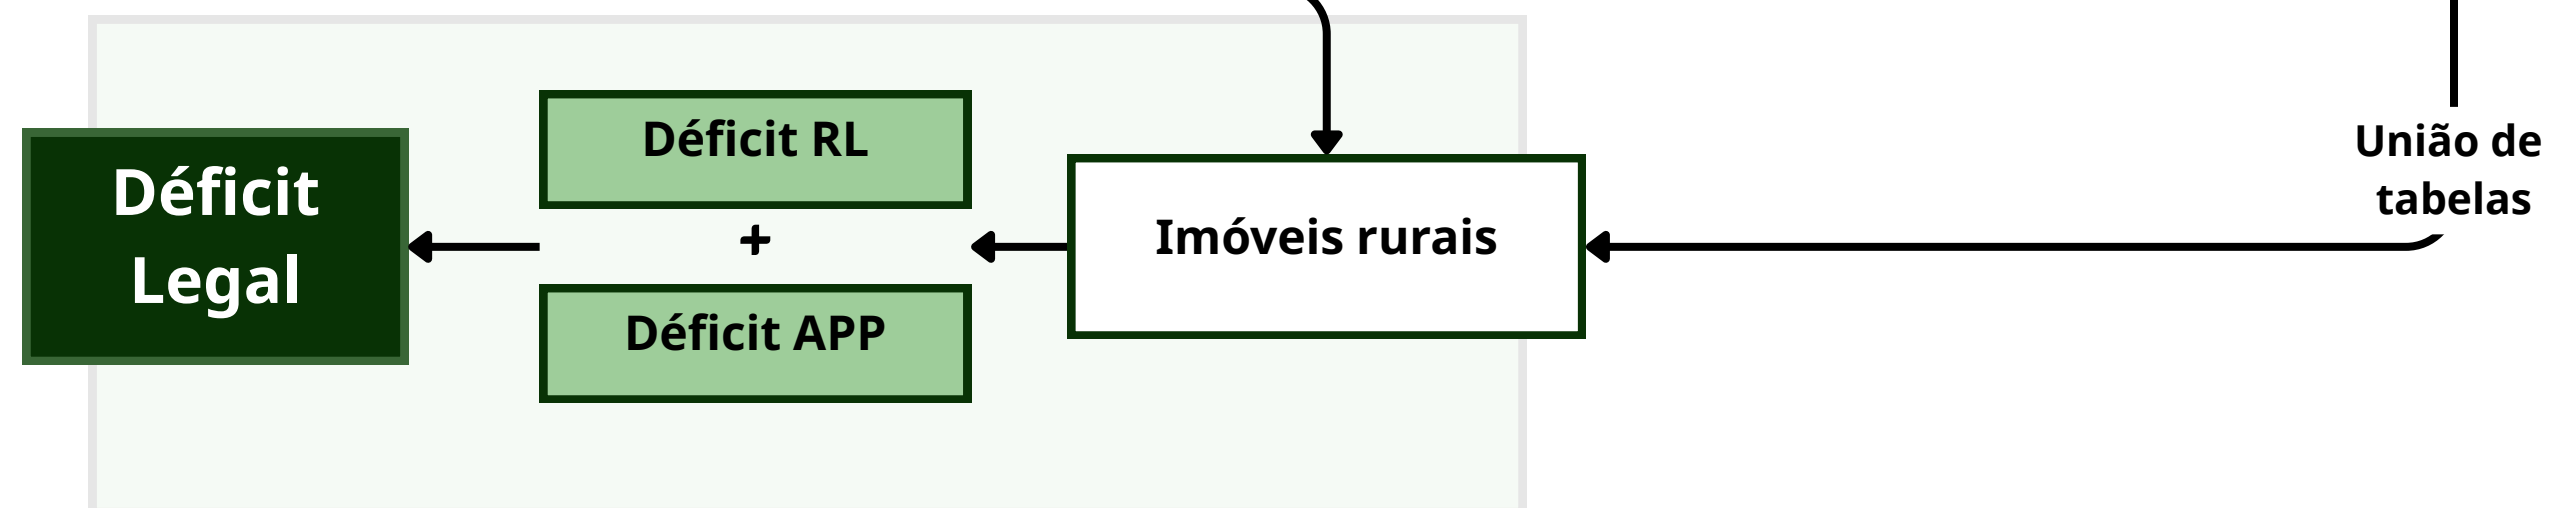 Déficit
Legal
Déficit RL
+
Déficit APP
Imóveis rurais
União de
tabelas